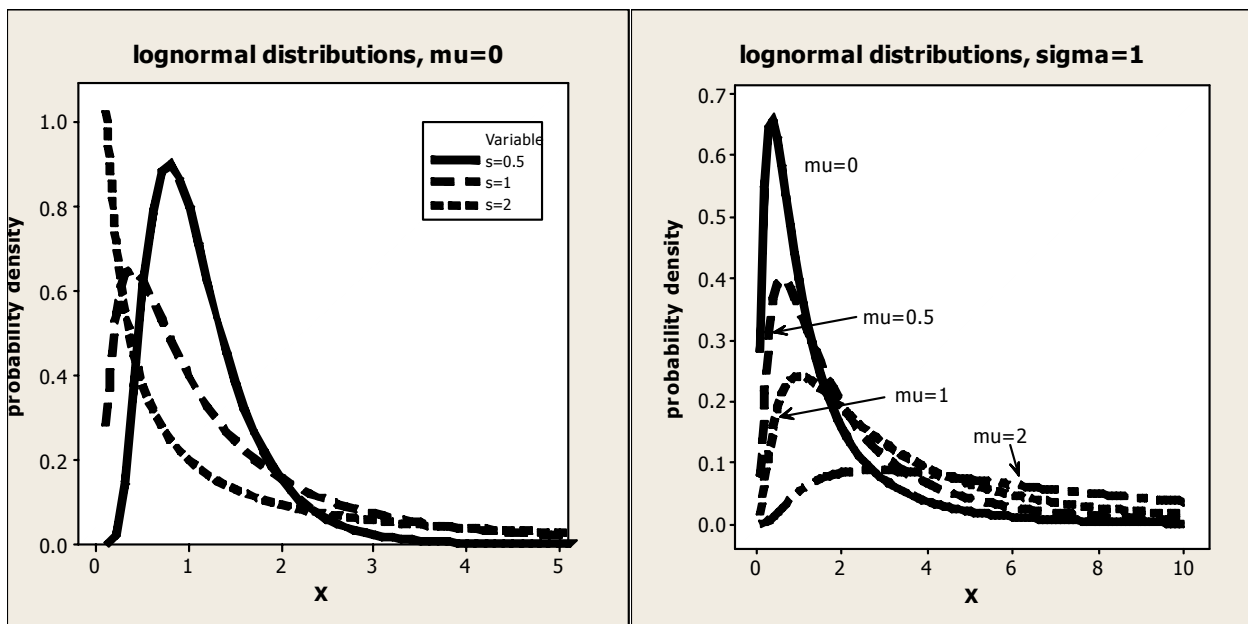 lognormal distributions, mu=0
probability density
1.0
0.8
0.6
0.4
0.2
0.0
Variable
s=0.5
s=1
s=2
0 1 2 3 4 5
X
lognormal distributions, sigma=1
probability density
0.7
0.6
0.5
0.4
0.3
0.2
0.1
0.0
mu=0
mu=0.5
mu=1
mu=2
0 2 4 6 8 10
X